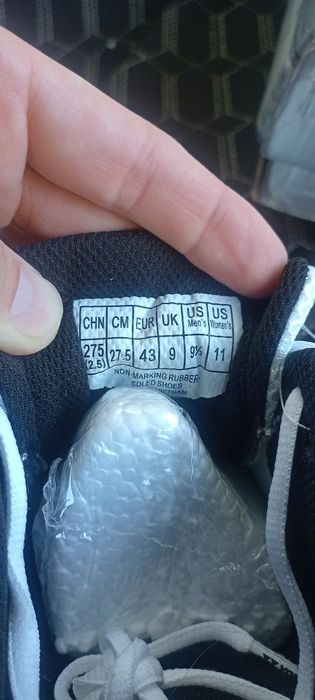 CHN CM EUR UK US Men's US Women's
275 (2.5) 27.5 43 9 9½ 11
NON-MARKING RUBBER-
SOLED SHOES
VIETNAM